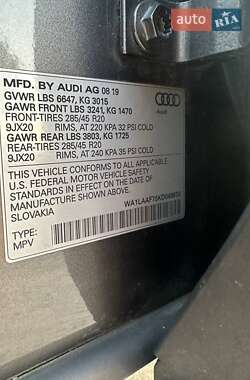 AUTO RIA
MFD. BY AUDI AG 08 19
GVWR LBS 6647, KG 3015
GAWR FRONT LBS 3241, KG 1470
FRONT-TIRES 285/45 R20
9JX20 RIMS, AT 220 KPA 32 PSI COLD
GAWR REAR LBS 3803, KG 1725
REAR-TIRES 285/45 R20
9JX20 RIMS, AT 240 KPA 35 PSI COLD
Audi
THIS VEHICLE CONFORMS TO ALL APPLICABLE
U.S. FEDERAL MOTOR VEHICLE SAFETY
STANDARDS IN EFFECT ON THE DATE OF
MANUFACTURE SHOWN ABOVE.
SLOVAKIA
TYPE:
MPV